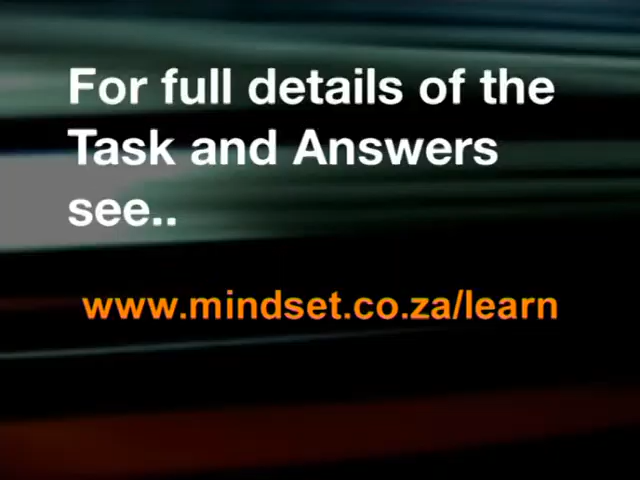 For full details of the
Task and Answers
see..
www.mindset.co.za/learn